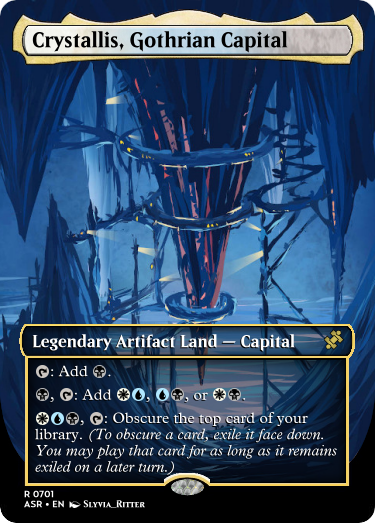 Crystallis, Gothrian Capital
Legendary Artifact Land — Capital
: Add .
, : Add , , or .
, : Obscure the top card of your
library. (To obscure a card, exile it face down.
You may play that card for as long as it remains
exiled on a later turn.)
R 0701
ASR • EN Slyvia_Ritter